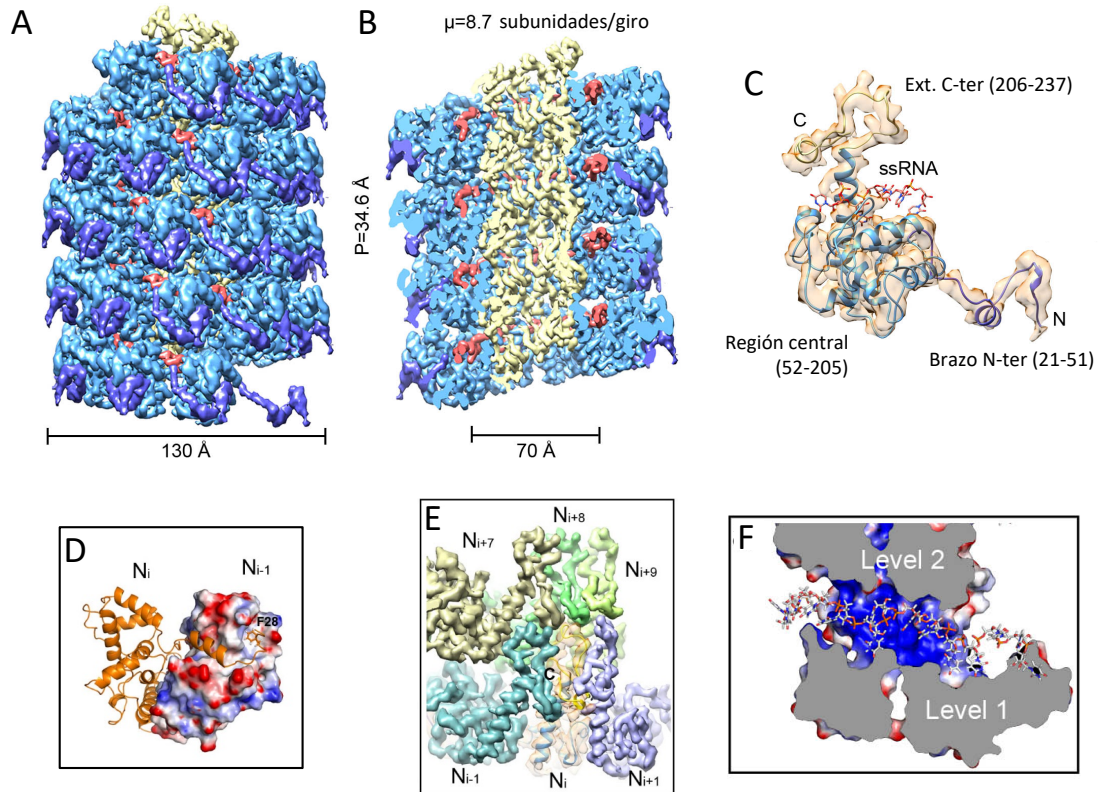 A
B
μ=8.7 subunidades/giro
P=34.6 Å
130 Å
70 Å
C
Ext. C-ter (206-237)
C
ssRNA
N
Región central
(52-205)
Brazo N-ter (21-51)
D
Ni
Ni-1
F28
E
Ni+8
Ni+7
Ni+9
C
Ni-1
Ni
Ni+1
F
Level 2
Level 1